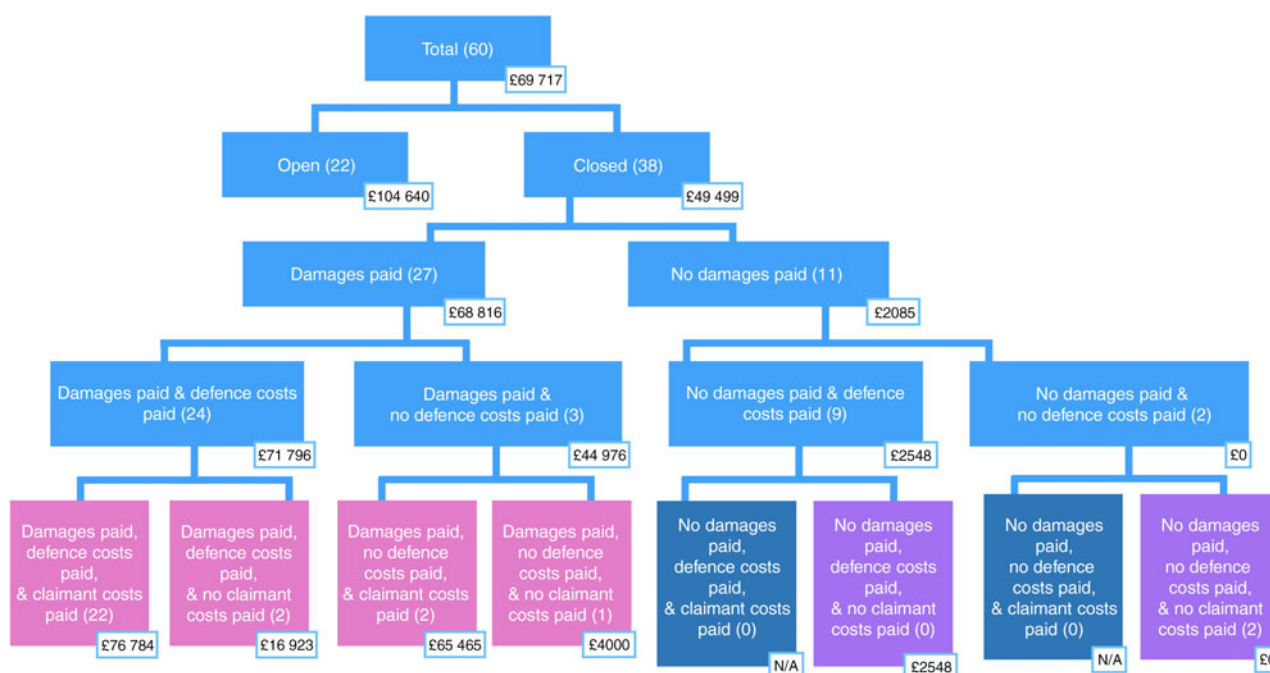 Total (60)
£69 717
Open (22)
£104 640
Closed (38)
£49 499
Damages paid (27)
£68 816
No damages paid (11)
£2085
Damages paid & defence costs
paid (24)
£71 796
Damages paid &
no defence costs paid (3)
£44 976
No damages paid & defence
costs paid (9)
£2548
No damages paid &
no defence costs paid (2)
£0
Damages paid,
defence costs
paid,
& claimant costs
paid (22)
£76 784
Damages paid,
defence costs
paid,
& no claimant
costs paid (2)
£16 923
Damages paid,
no defence
costs paid,
& claimant costs
paid (2)
£65 465
Damages paid,
no defence
costs paid,
& no claimant
costs paid (1)
£4000
No damages
paid,
defence costs
paid,
& claimant costs
paid (0)
N/A
No damages
paid,
defence costs
paid,
& no claimant
costs paid (0)
£2548
No damages
paid,
no defence
costs paid,
& claimant costs
paid (0)
N/A
No damages
paid,
no defence
costs paid,
& no claimant
costs paid (2)
£0